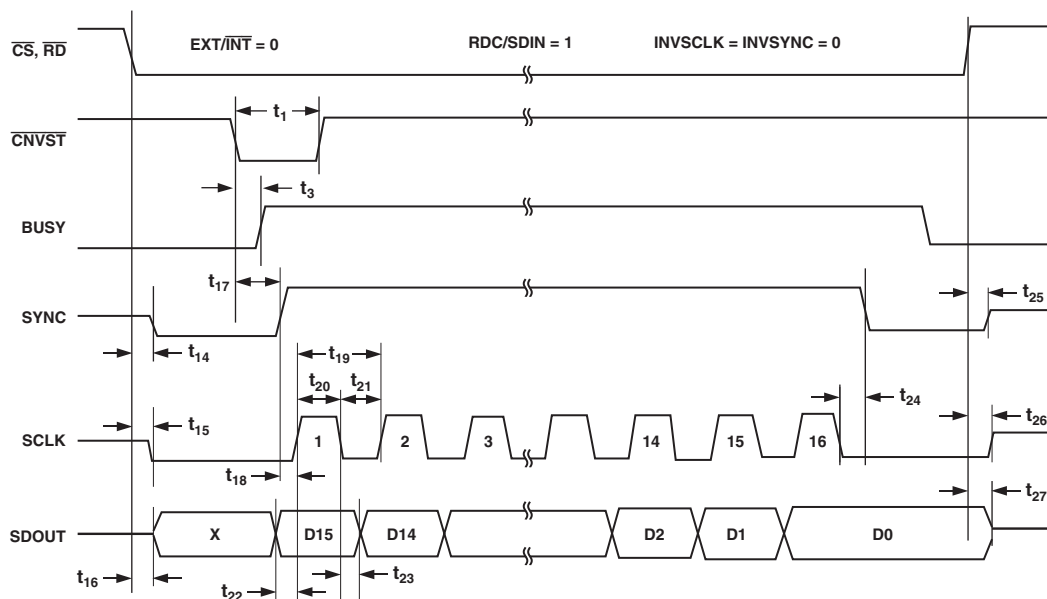 EXT/INT = 0 RDC/SDIN = 1 INVSCLK = INVSYNC = 0
CS, RD
t1
CNVST
t3
BUSY
t17
t25
SYNC
t14
t19
t20 t21
t24
t15
t26
SCLK
1 2 3 14 15 16
t18
t27
SDOUT
X D15 D14 D2 D1 D0
t16
t22
t23